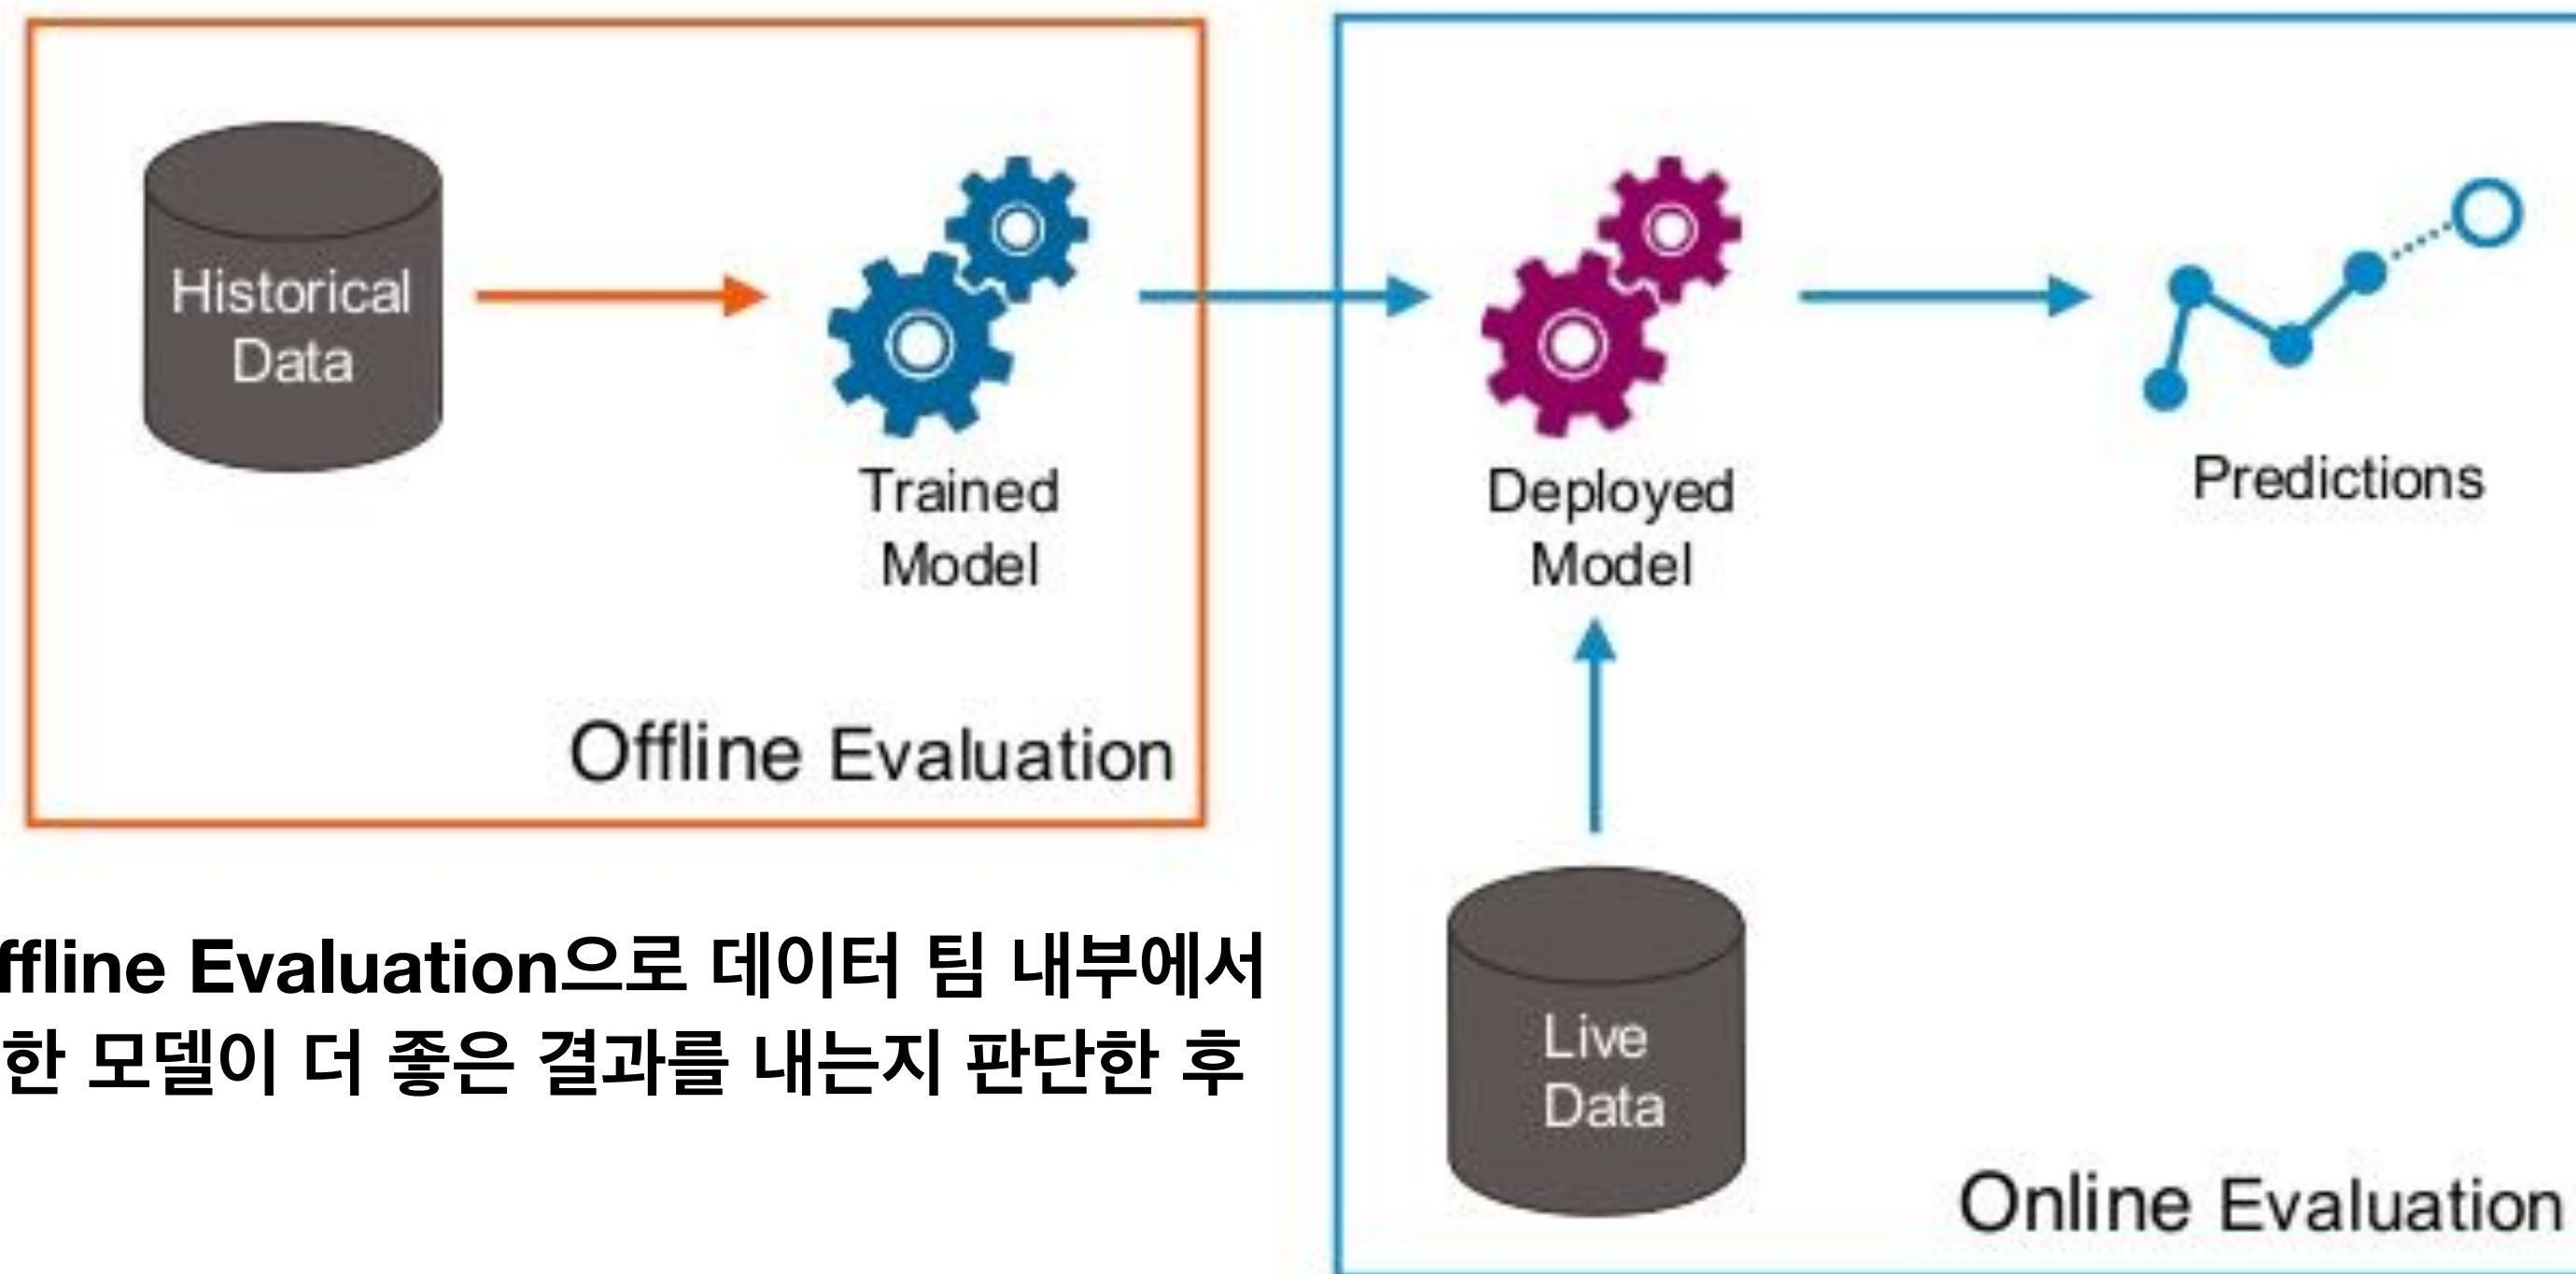 Historical
Data
Trained
Model
Offline Evaluation
Deployed
Model
Predictions
Live
Data
Online Evaluation
ffline Evaluation으로 데이터 팀 내부에서
한 모델이 더 좋은 결과를 내는지 판단한 후